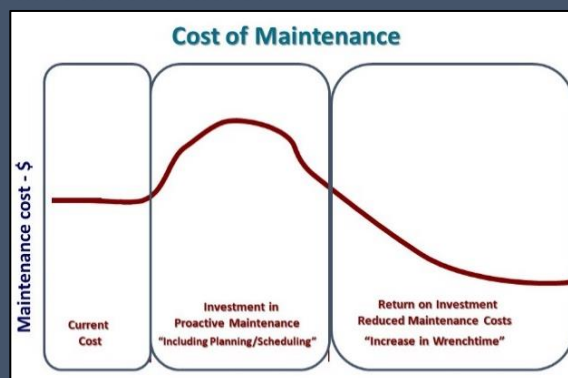 Cost of Maintenance
Maintenance cost - $
Current
Cost
Investment in
Proactive Maintenance
“Including Planning/Scheduling”
Return on Investment
Reduced Maintenance Costs
“Increase in Wrenchtime”